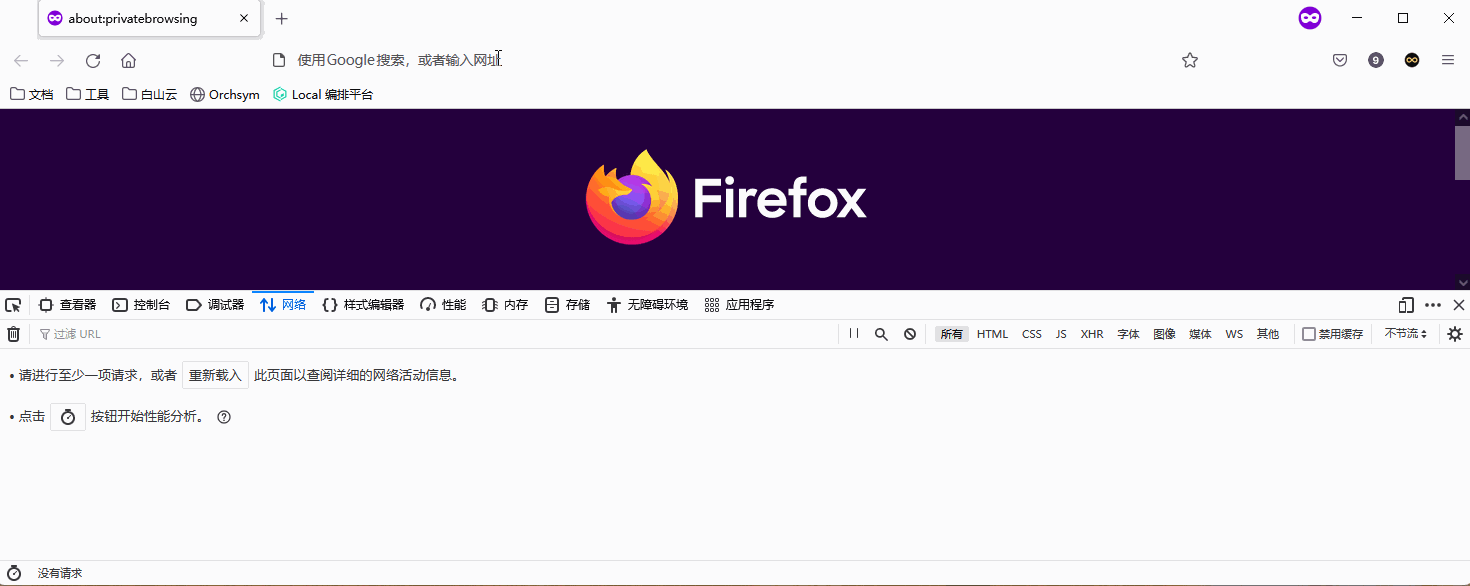 about:privatebrowsing
使用Google搜索，或者输入网址
9
文档 工具 白山云 Orchsym Local 编排平台
Firefox
查看器 控制台 调试器 网络 样式编辑器 性能 内存 存储 无障碍环境 应用程序
过滤 URL 所有 HTML CSS JS XHR 字体 图像 媒体 WS 其他 禁用缓存 不节流
• 请进行至少一项请求，或者 重新载入 此页面以查阅详细的网络活动信息。
• 点击 按钮开始性能分析。
没有请求